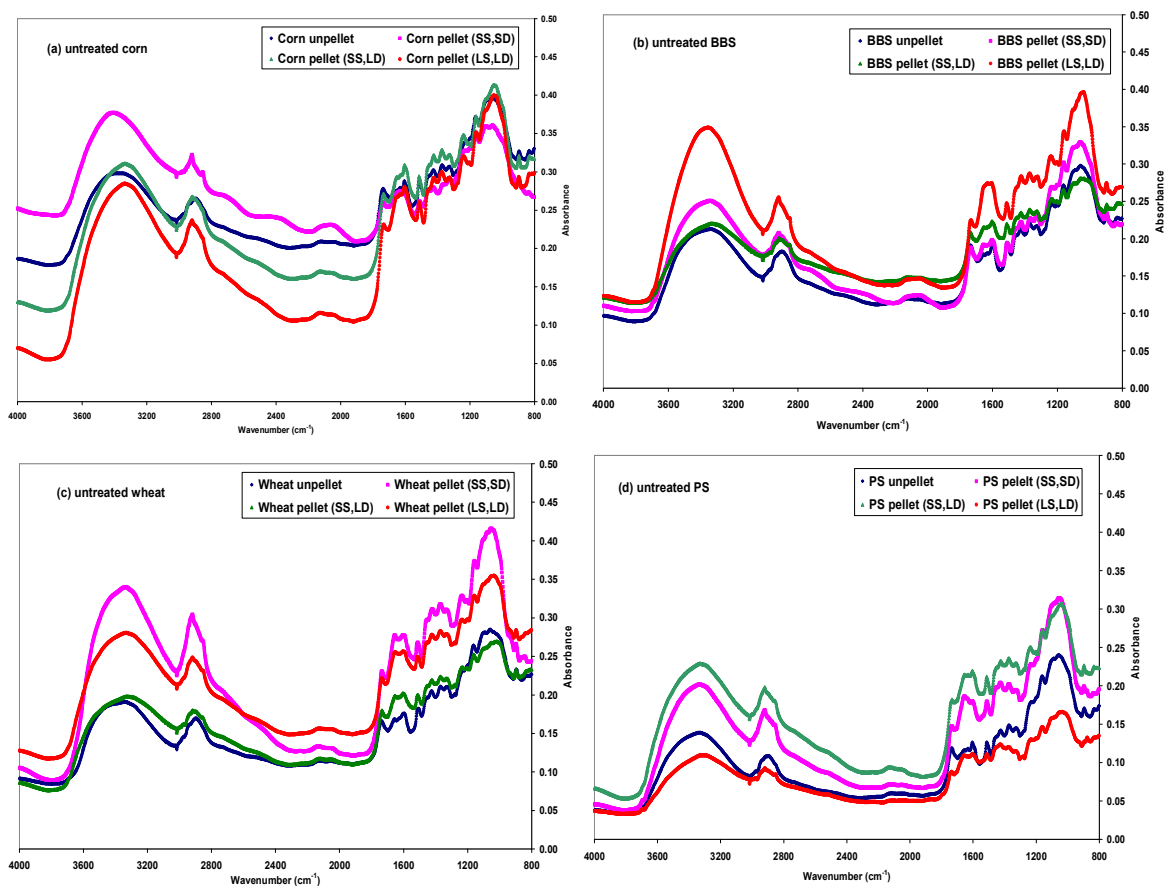 (a) untreated corn
Corn unpellet
Corn pellet (SS,SD)
Corn pellet (SS,LD)
Corn pellet (LS,LD)
0.50
0.45
0.40
0.35
0.30
0.25
0.20
0.15
0.10
0.05
0.00
Absorbance
4000 3600 3200 2800 2400 2000 1600 1200 800
Wavenumber (cm⁻¹)
(b) untreated BBS
BBS unpellet
BBS pellet (SS,SD)
BBS pellet (SS,LD)
BBS pellet (LS,LD)
0.50
0.45
0.40
0.35
0.30
0.25
0.20
0.15
0.10
0.05
0.00
Absorbance
4000 3600 3200 2800 2400 2000 1600 1200 800
Wavenumber (cm⁻¹)
(c) untreated wheat
Wheat unpellet
Wheat pellet (SS,SD)
Wheat pellet (SS,LD)
Wheat pellet (LS,LD)
0.50
0.45
0.40
0.35
0.30
0.25
0.20
0.15
0.10
0.05
0.00
Absorbance
4000 3600 3200 2800 2400 2000 1600 1200 800
Wavenumber (cm⁻¹)
(d) untreated PS
PS unpellet
PS pelelt (SS,SD)
PS pellet (SS,LD)
PS pellet (LS,LD)
0.50
0.45
0.40
0.35
0.30
0.25
0.20
0.15
0.10
0.05
0.00
Absorbance
4000 3600 3200 2800 2400 2000 1600 1200 800
Wavenumber (cm⁻¹)